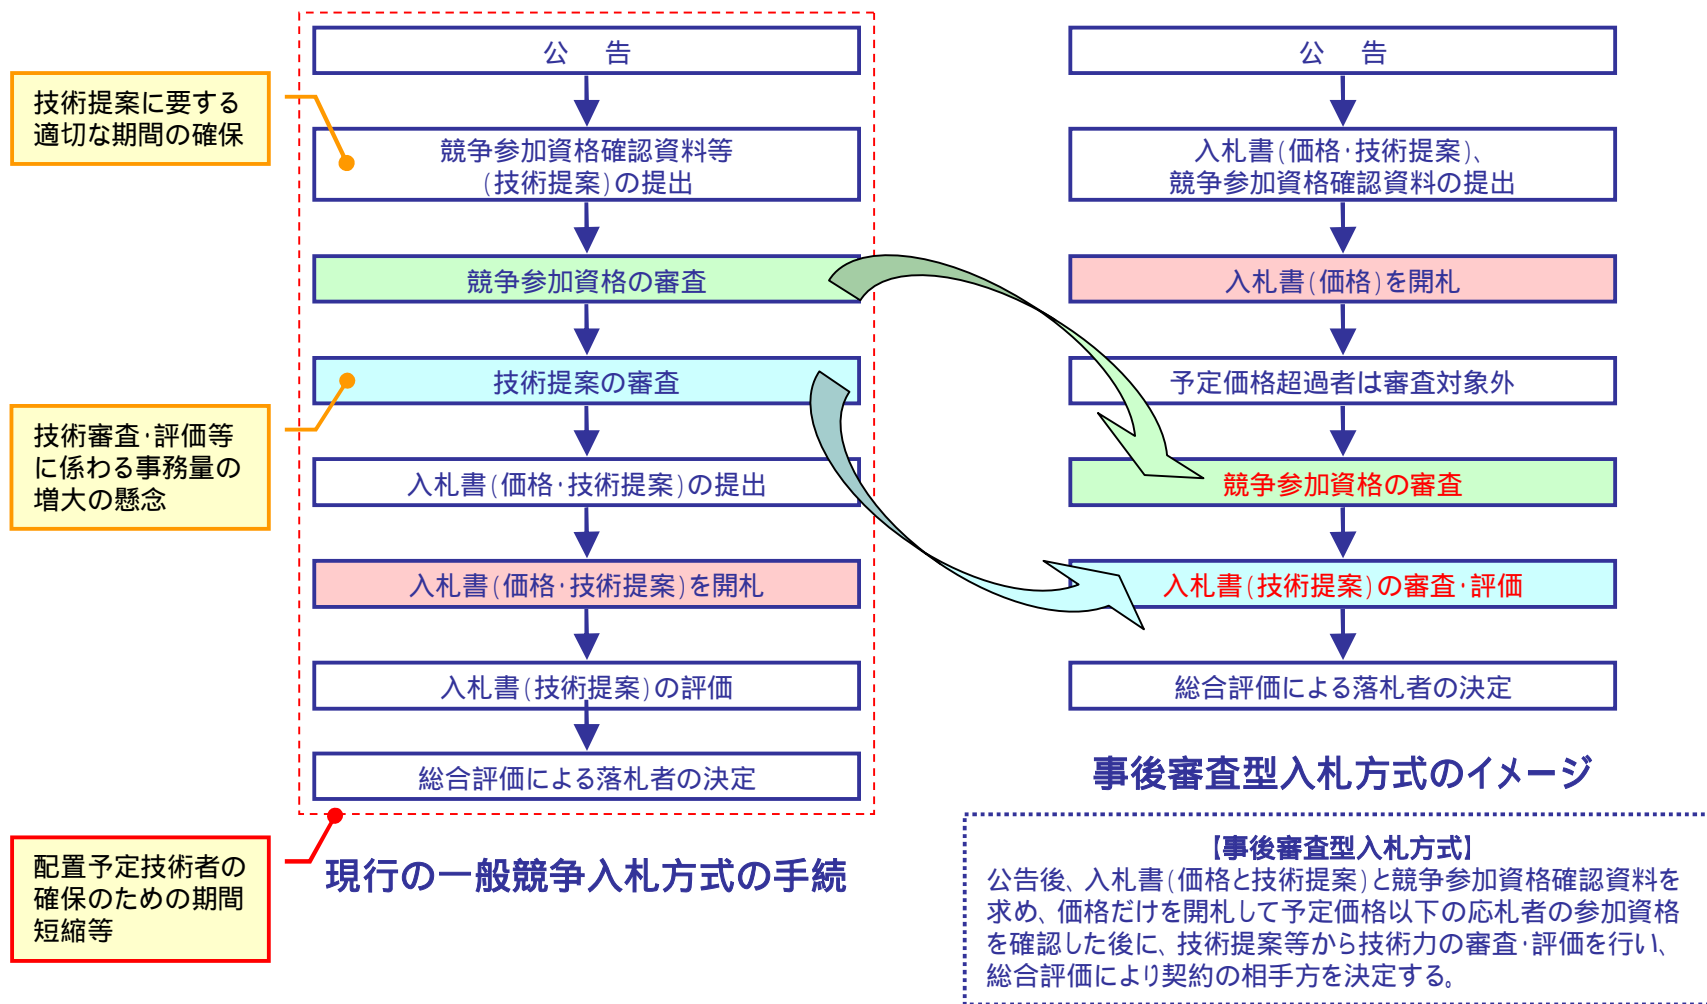 公　告
競争参加資格確認資料等
(技術提案)の提出
競争参加資格の審査
技術提案の審査
入札書(価格・技術提案)の提出
入札書(価格・技術提案)を開札
入札書(技術提案)の評価
総合評価による落札者の決定
現行の一般競争入札方式の手続
技術提案に要する
適切な期間の確保
技術審査・評価等
に係わる事務量の
増大の懸念
配置予定技術者の
確保のための期間
短縮等
公　告
入札書(価格・技術提案)、
競争参加資格確認資料の提出
入札書(価格)を開札
予定価格超過者は審査対象外
競争参加資格の審査
入札書(技術提案)の審査・評価
総合評価による落札者の決定
事後審査型入札方式のイメージ
【事後審査型入札方式】
公告後、入札書(価格と技術提案)と競争参加資格確認資料を
求め、価格だけを開札して予定価格以下の応札者の参加資格
を確認した後に、技術提案等から技術力の審査・評価を行い、
総合評価により契約の相手方を決定する。